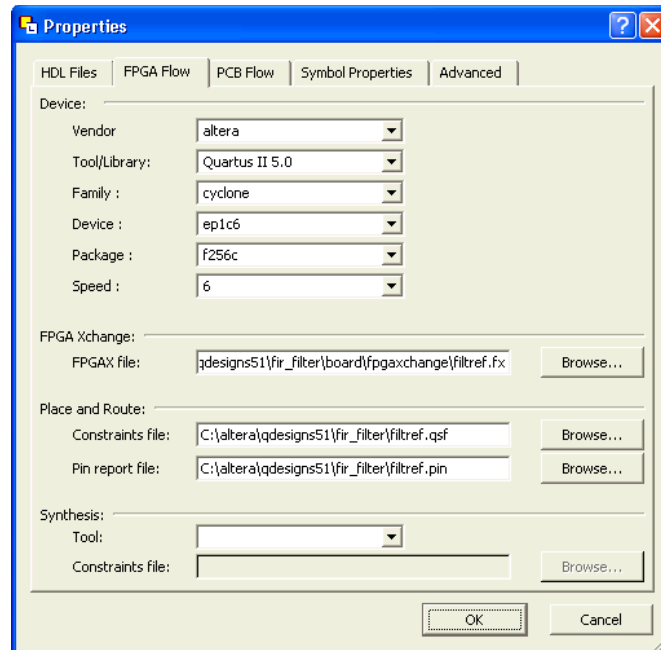 Properties
HDL Files FPGA Flow PCB Flow Symbol Properties Advanced
Device:
Vendor altera
Tool/Library: Quartus II 5.0
Family : cyclone
Device : ep1c6
Package : f256c
Speed : 6
FPGA Xchange:
FPGAX file: qdesigns51\fir_filter\board\fpgaxchange\filtref.fx Browse...
Place and Route:
Constraints file: C:\altera\qdesigns51\fir_filter\filtref.qsf Browse...
Pin report file: C:\altera\qdesigns51\fir_filter\filtref.pin Browse...
Synthesis:
Tool:
Constraints file: Browse...
OK Cancel